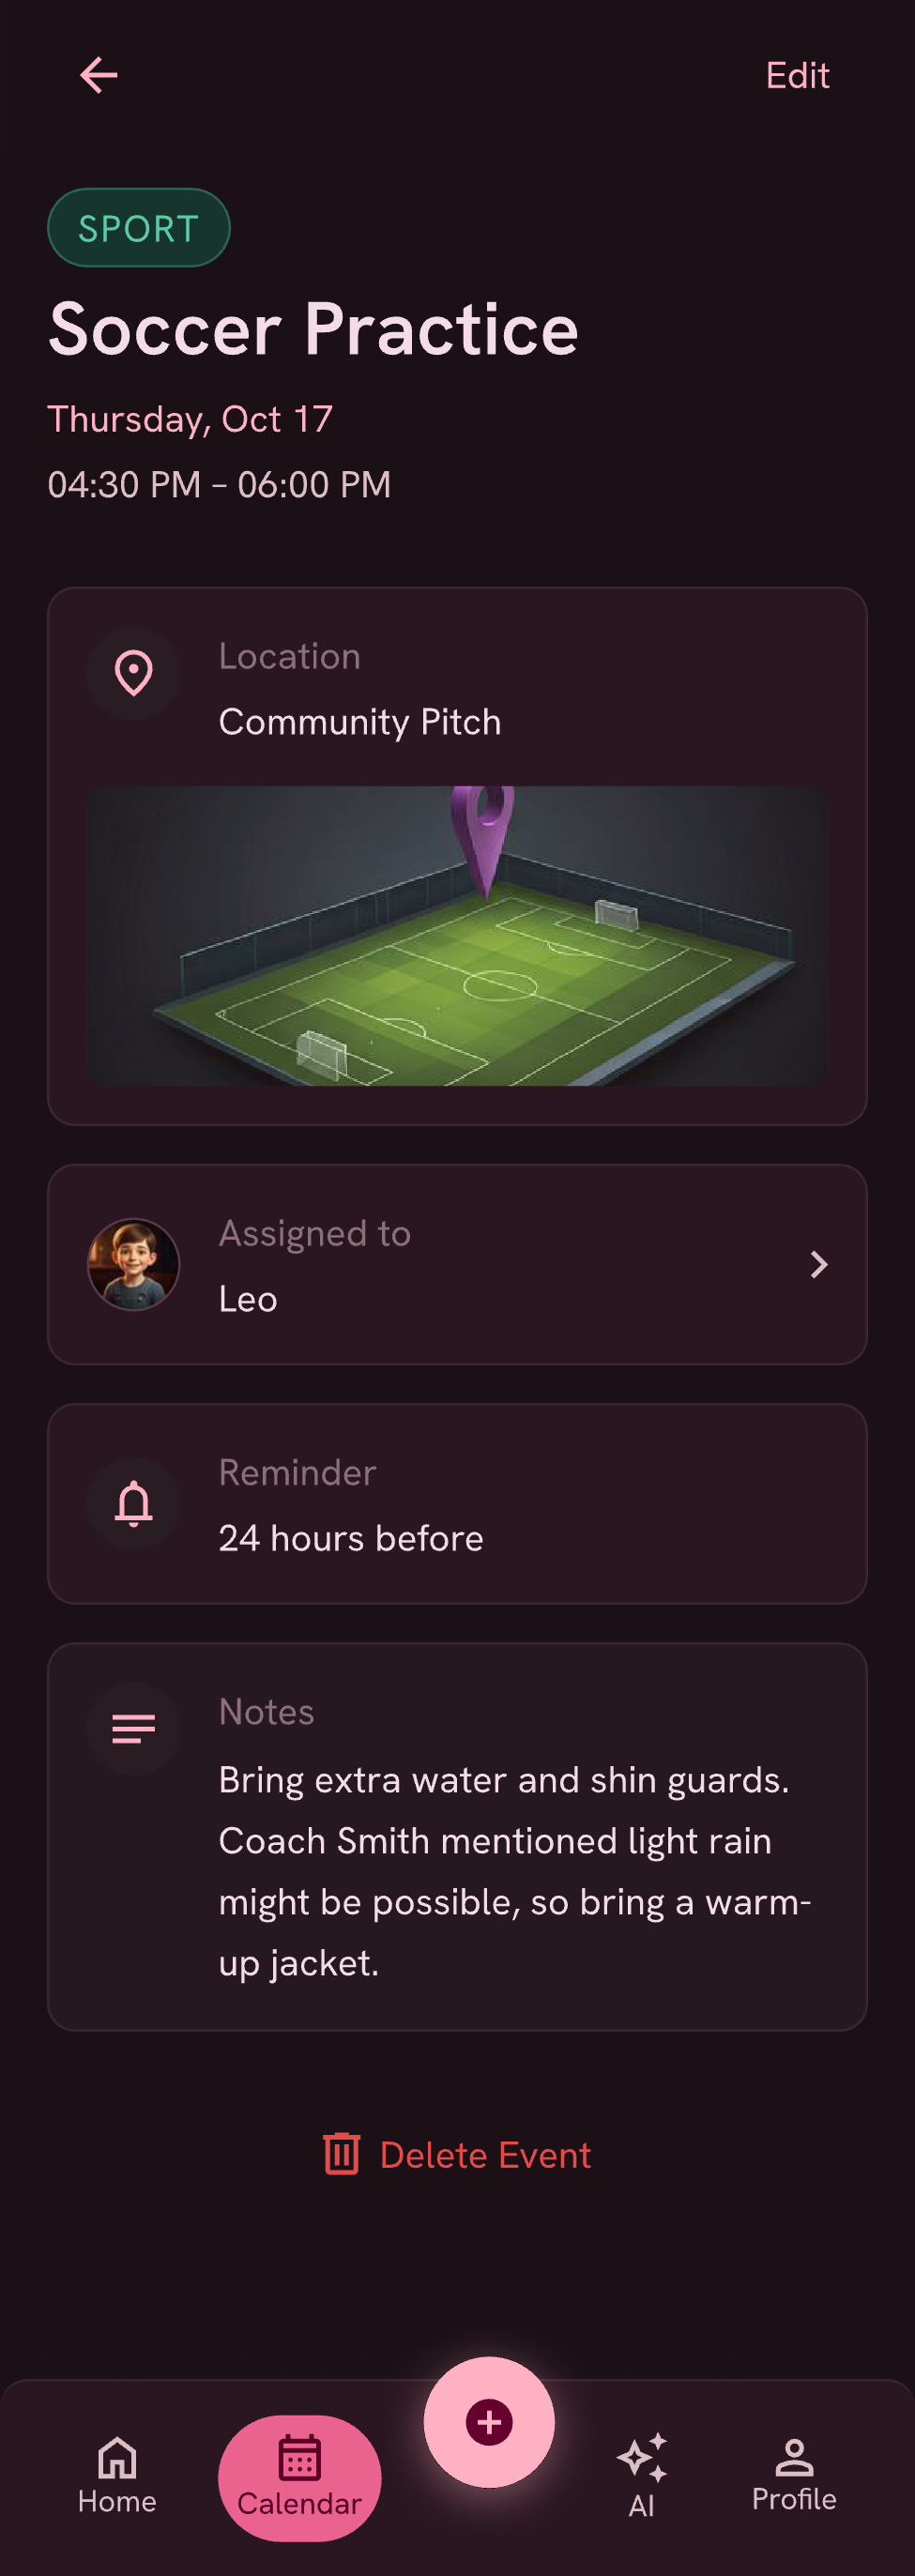 Edit
SPORT
Soccer Practice
Thursday, Oct 17
04:30 PM – 06:00 PM
Location
Community Pitch
Assigned to
Leo
Reminder
24 hours before
Notes
Bring extra water and shin guards.
Coach Smith mentioned light rain
might be possible, so bring a warm-
up jacket.
Delete Event
Home
Calendar
AI
Profile